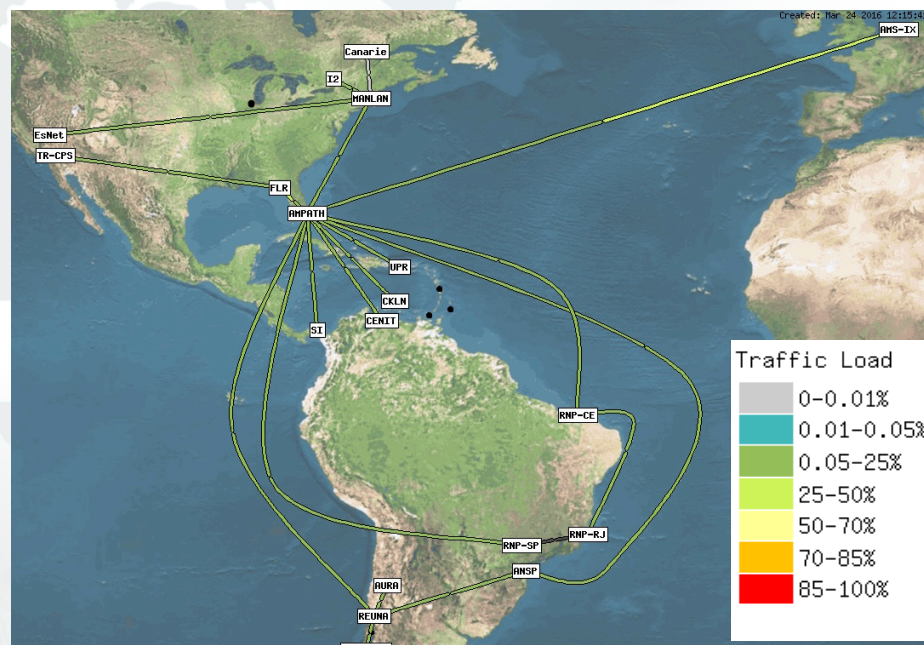 Created: Mar 24 2016 12:15:4
AMS-IX
Canarie
I2
MANLAN
EsNet
TR-CPS
FLR
AMPATH
UPR
CKLN
CENIT
SI
RNP-CE
RNP-RJ
RNP-SP
ANSP
AURA
REUNA
Traffic Load
0-0.01%
0.01-0.05%
0.05-25%
25-50%
50-70%
70-85%
85-100%